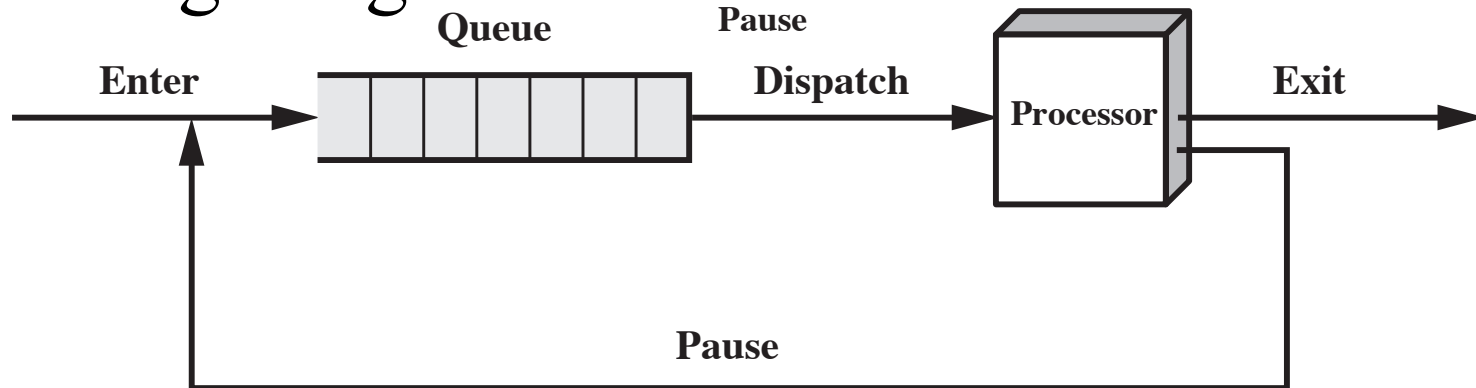 Queue
Pause
Enter
Dispatch
Processor
Exit
Pause